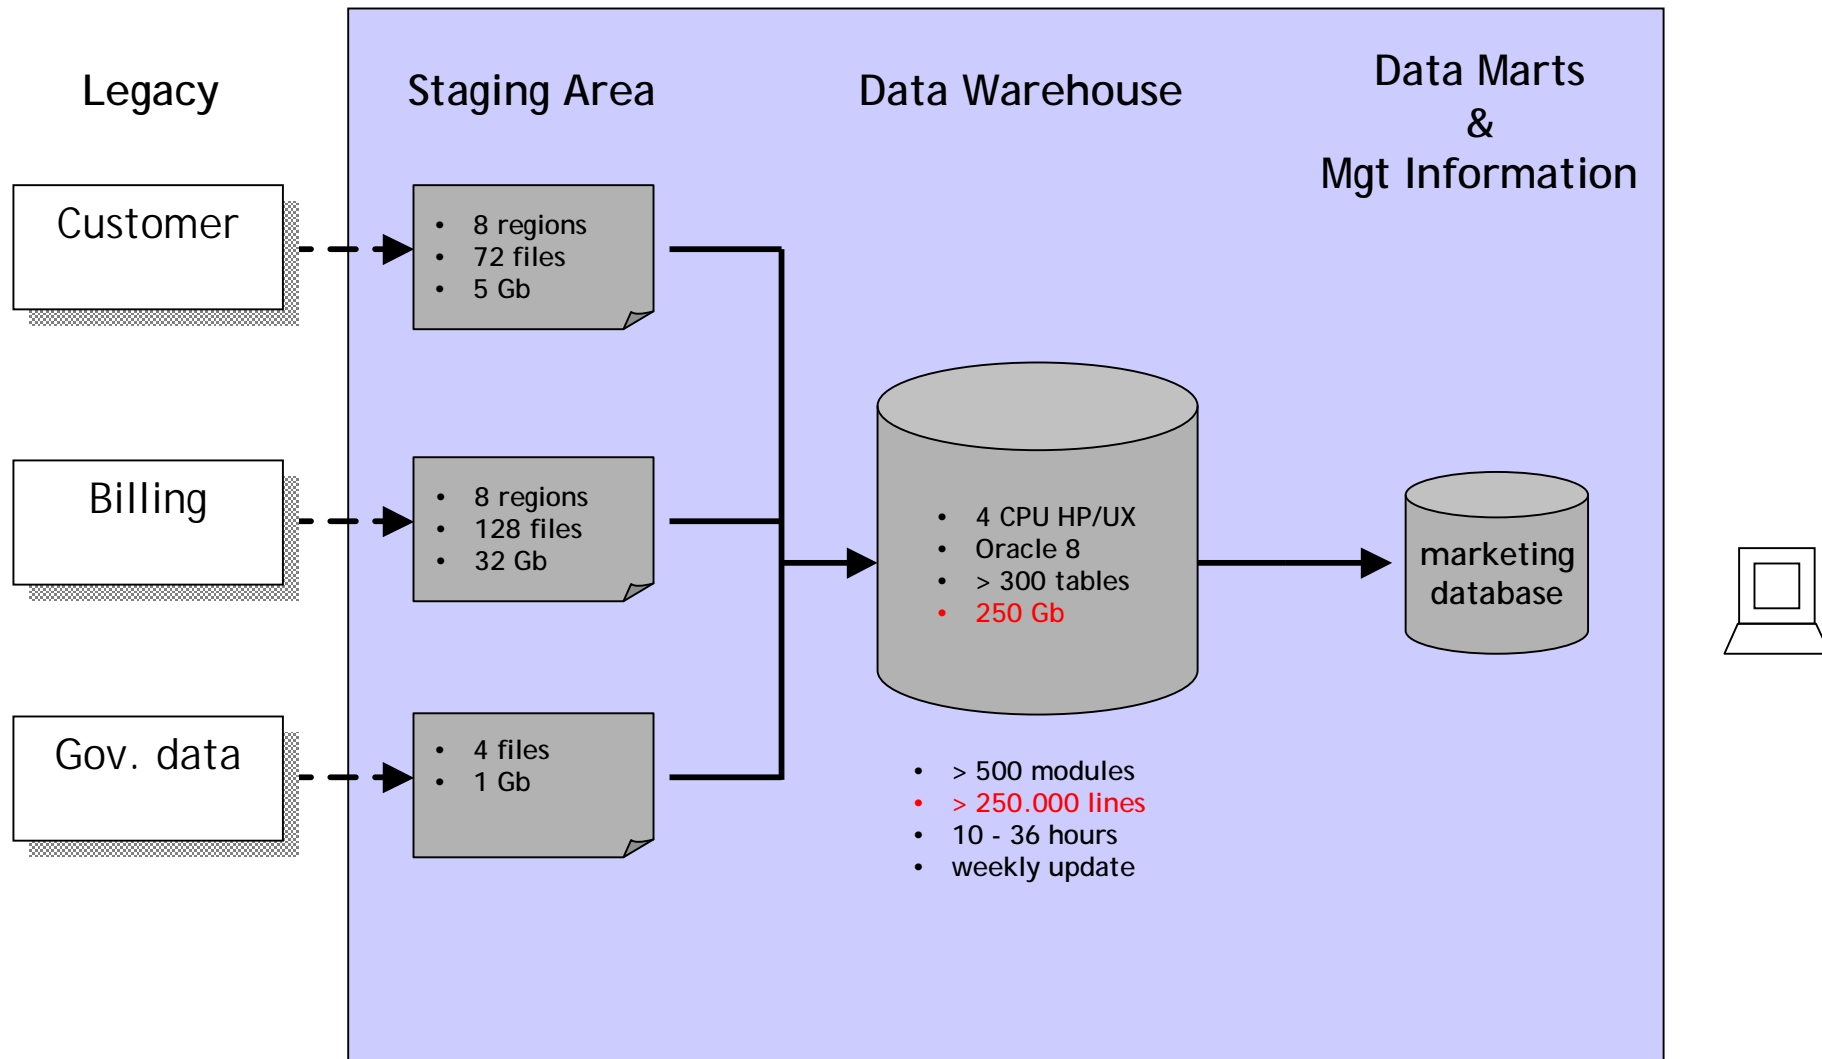 Legacy
Staging Area
Data Warehouse
Data Marts
&
Mgt Information
Customer
• 8 regions
• 72 files
• 5 Gb
Billing
• 8 regions
• 128 files
• 32 Gb
Gov. data
• 4 files
• 1 Gb
• 4 CPU HP/UX
• Oracle 8
• > 300 tables
• 250 Gb
• > 500 modules
• > 250.000 lines
• 10 - 36 hours
• weekly update
marketing
database